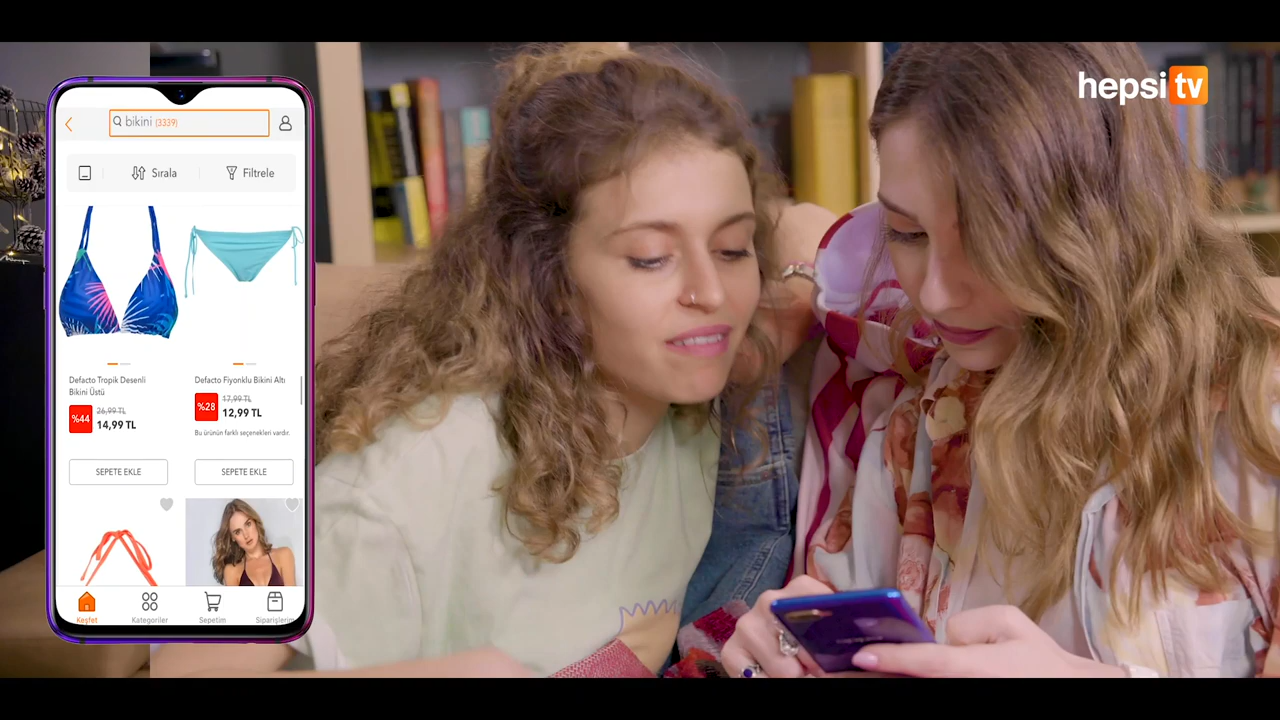 hepsi tv
bikini (3339)
Sırala
Filtrele
Defacto Tropik Desenli
Bikini Üstü
%44
26,99 TL
14,99 TL
SEPETE EKLE
Defacto Fiyonklu Bikini Altı
%28
17,99 TL
12,99 TL
Bu ürünün farklı seçenekleri vardır.
SEPETE EKLE
Keşfet
Kategoriler
Sepetim
Siparişlerim